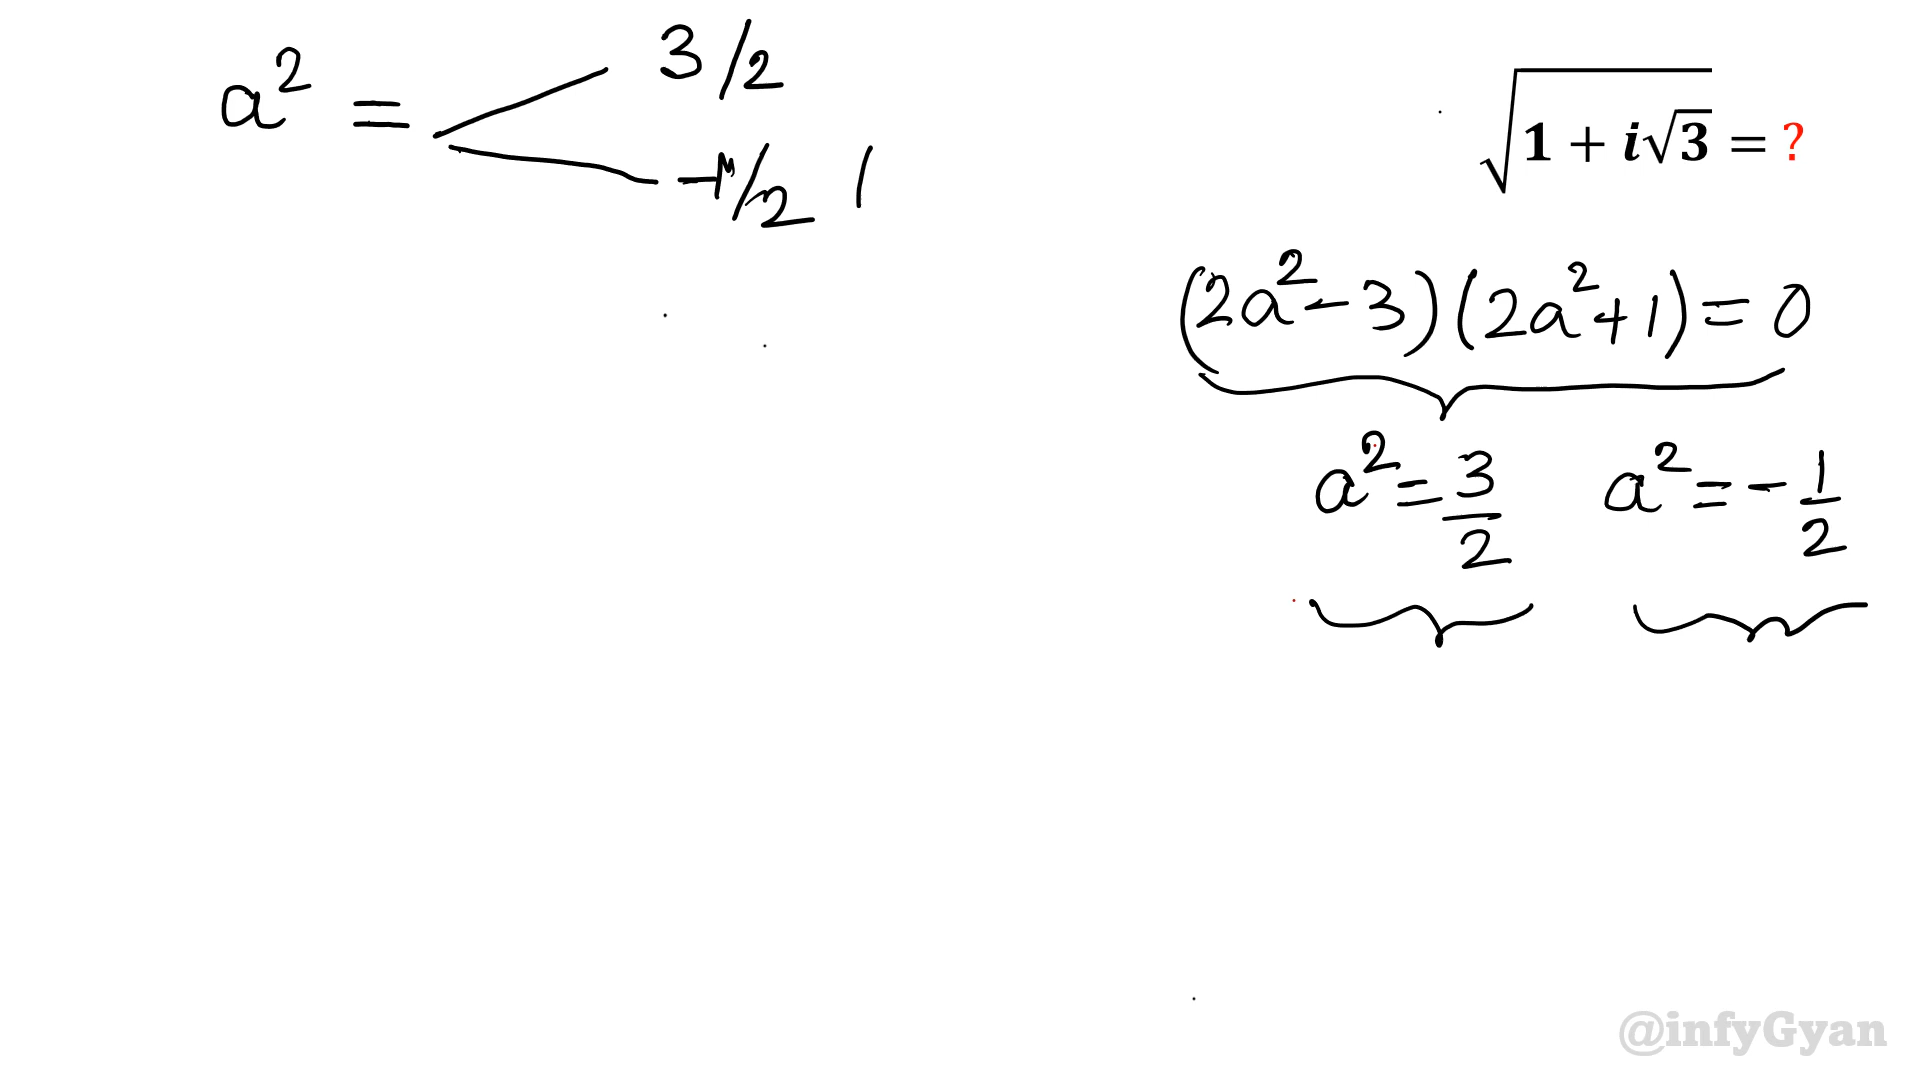 a² = 3/2
-1/2
√(1 + i√3) = ?
(2a² - 3)(2a² + 1) = 0
a² = 3/2 a² = -1/2
@infyGyan